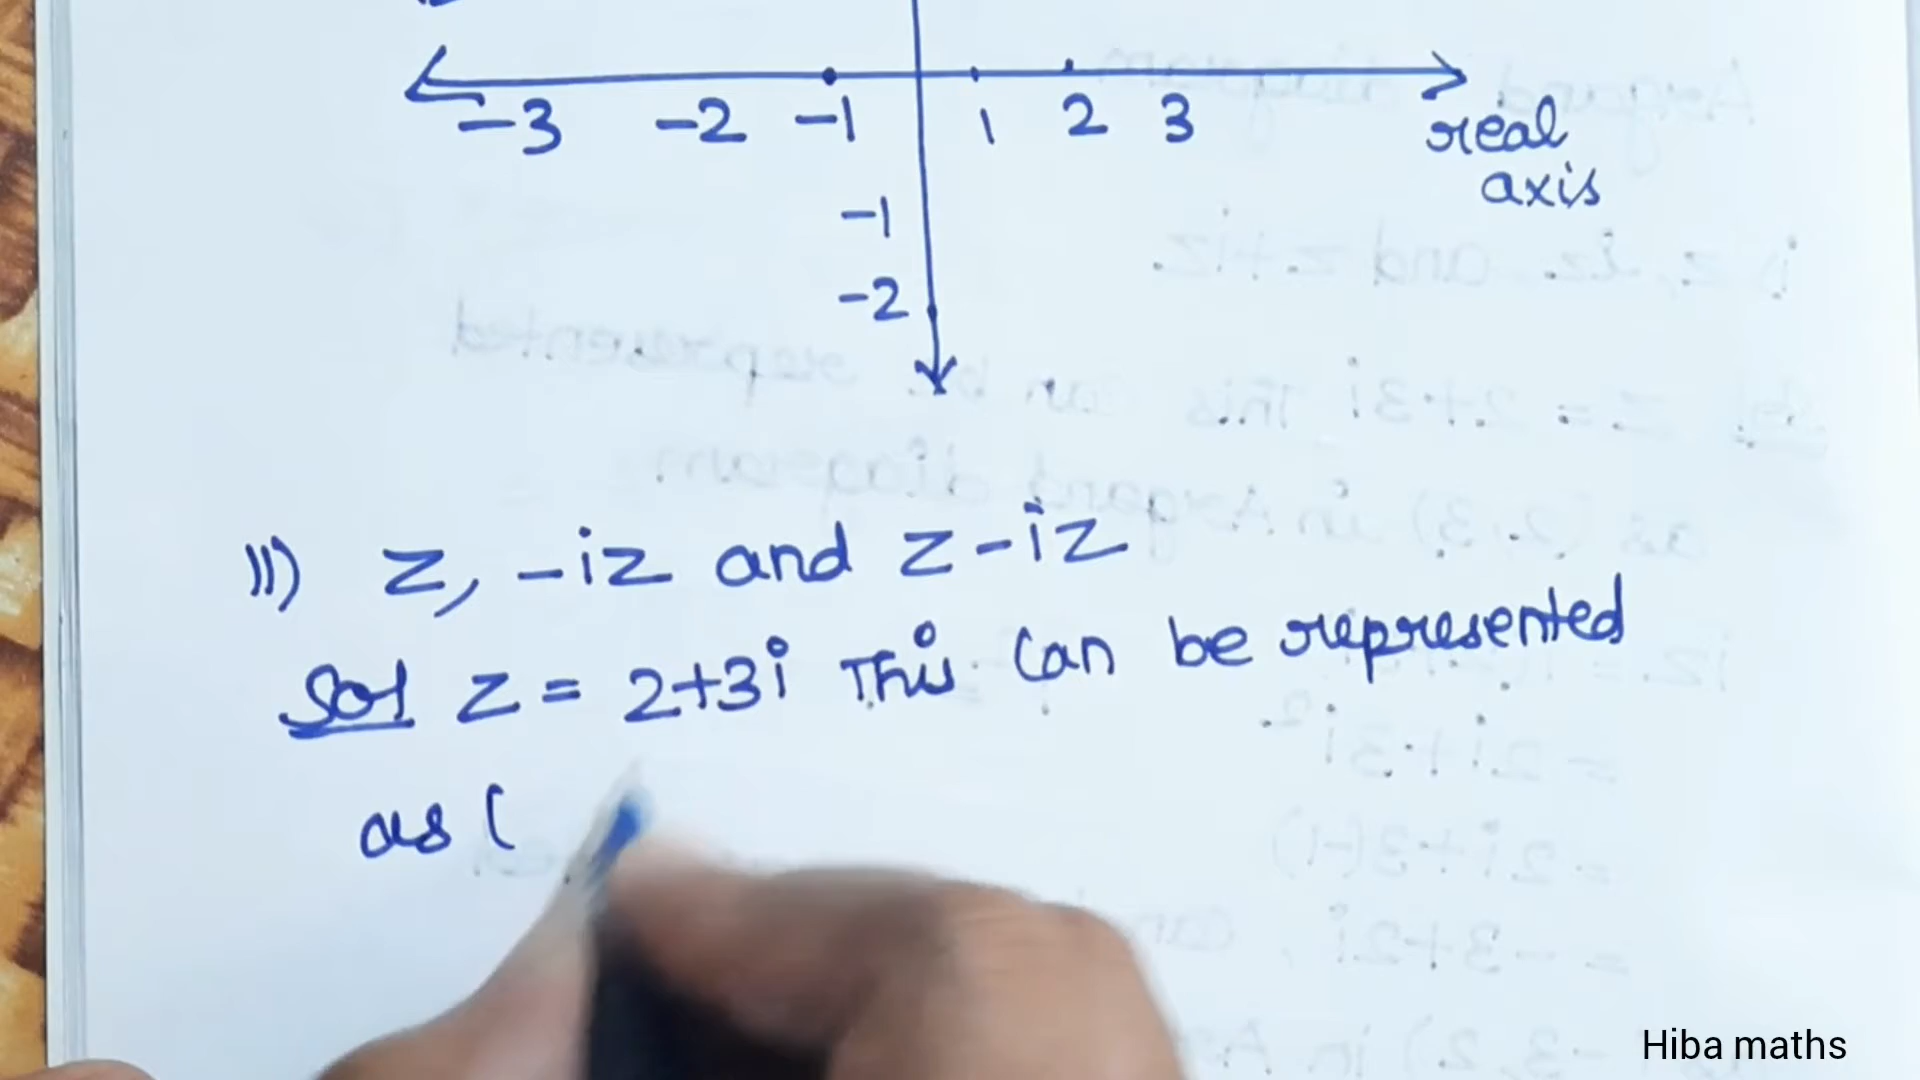 -3 -2 -1 1 2 3 real
axis
-1
-2
II) z, -iz and z-iz
Sol z = 2+3i This can be represented
as (
Hiba maths